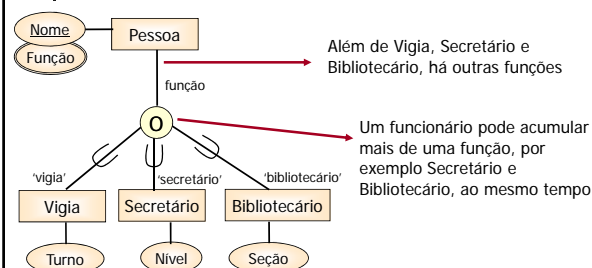 Nome
Pessoa
Função
Além de Vigia, Secretário e
Bibliotecário, há outras funções
função
O
Um funcionário pode acumular
mais de uma função, por
exemplo Secretário e
Bibliotecário, ao mesmo tempo
'vigia'
'secretário'
'bibliotecário'
Vigia
Secretário
Bibliotecário
Turno
Nível
Seção